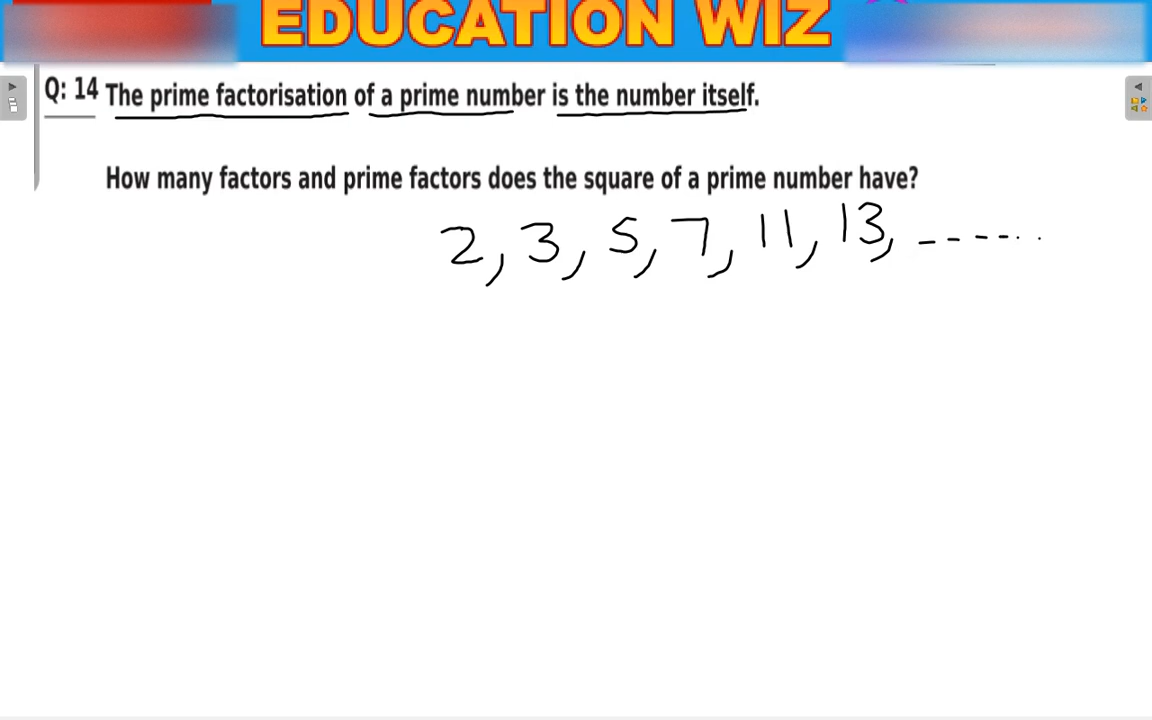 EDUCATION WIZ
Q: 14 The prime factorisation of a prime number is the number itself.
How many factors and prime factors does the square of a prime number have?
2, 3, 5, 7, 11, 13, ------..